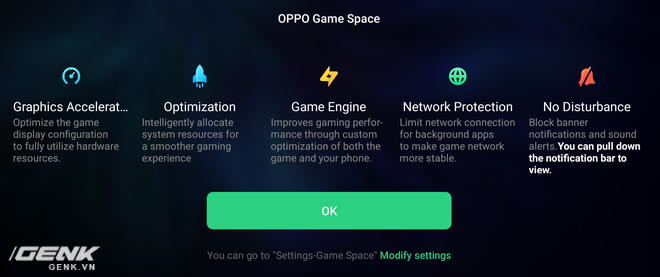 OPPO Game Space
Graphics Accelerat...
Optimize the game
display configuration
to fully utilize hardware
resources.
Optimization
Intelligently allocate
system resources for
a smoother gaming
experience
Game Engine
Improves gaming perfor-
mance through custom
optimization of both the
game and your phone.
Network Protection
Limit network connection
for background apps
to make game network
more stable.
No Disturbance
Block banner
notifications and sound
alerts.You can pull down
the notification bar to
view.
OK
You can go to "Settings-Game Space" Modify settings
/GENK
GENK.VN